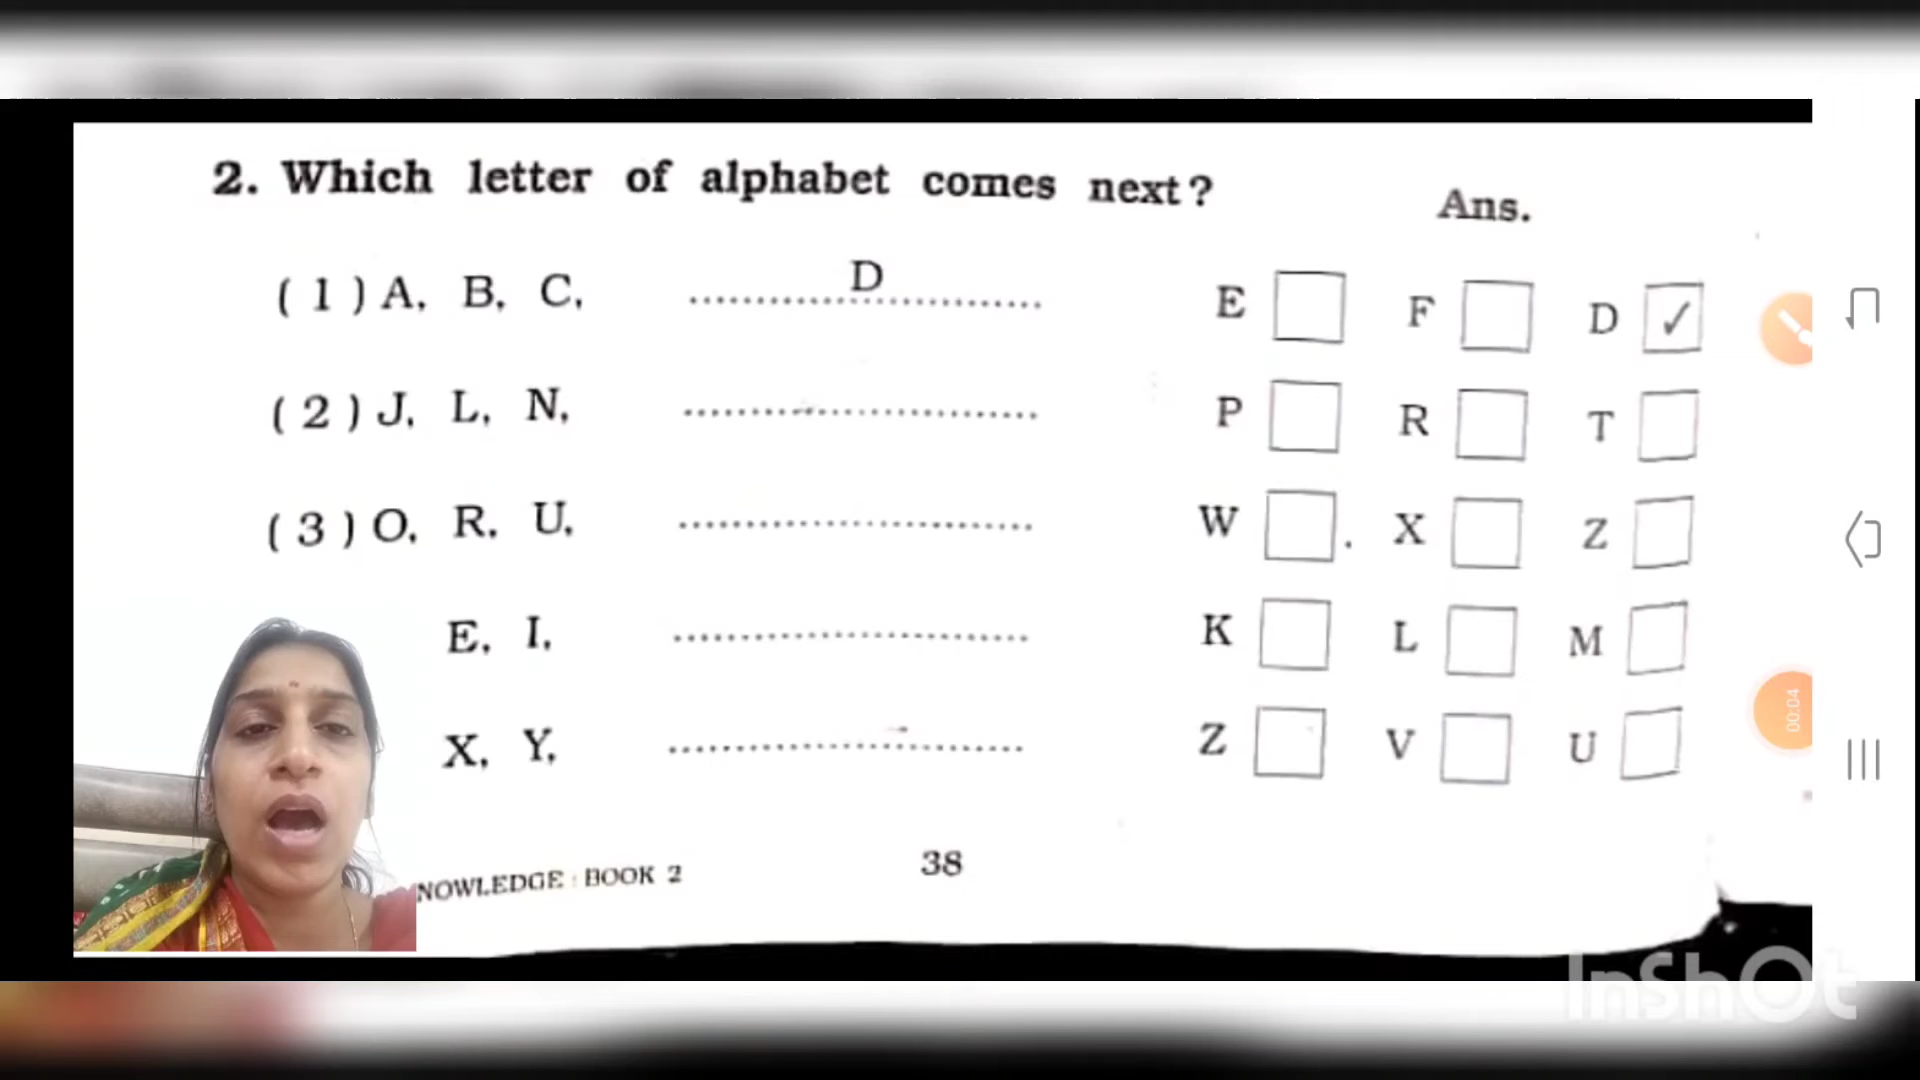 2. Which letter of alphabet comes next?
Ans.
( 1 ) A, B, C, .................... D .................... E F D ✓
( 2 ) J, L, N, ........................................ P R T
( 3 ) O, R, U, ........................................ W . X Z
E, I, ........................................ K L M
X, Y, ........................................ Z V U
NOWLEDGE : BOOK 2
38
00:04
InShOt